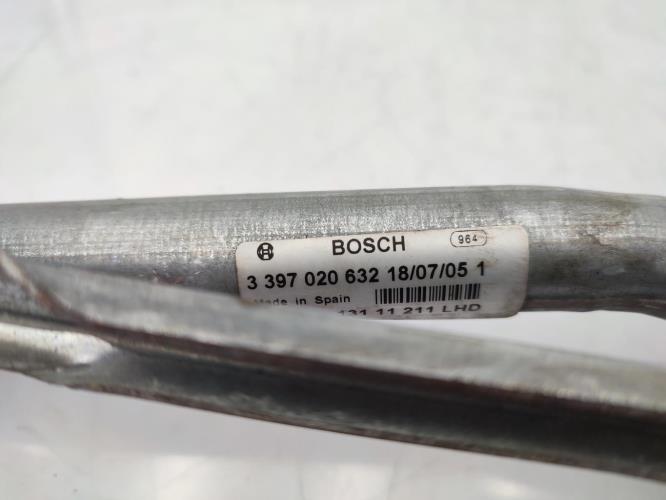 BOSCH 964
3 397 020 632 18/07/05 1
Made in Spain
131 11 211 LHD